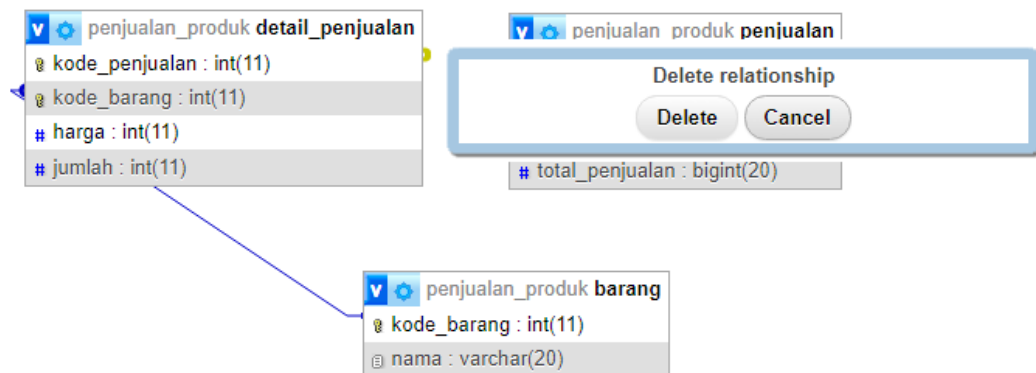 v penjualan_produk detail_penjualan
kode_penjualan : int(11)
kode_barang : int(11)
# harga : int(11)
# jumlah : int(11)
v penjualan_produk penjualan
Delete relationship
Delete Cancel
# total_penjualan : bigint(20)
v penjualan_produk barang
kode_barang : int(11)
nama : varchar(20)